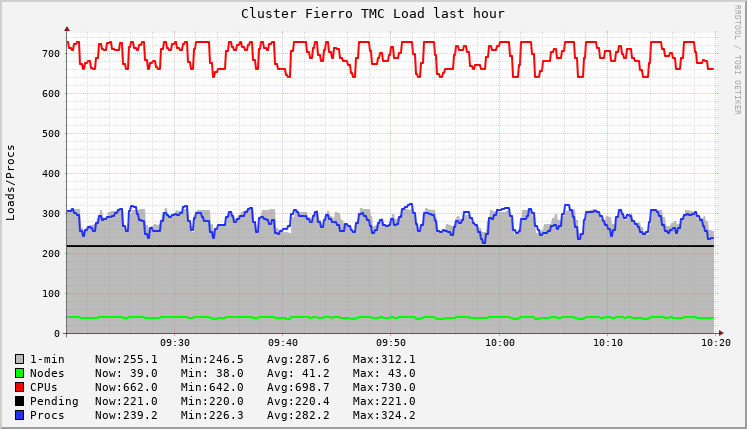 Cluster Fierro TMC Load last hour
RRDTOOL / TOBI OETIKER
Loads/Procs
700
600
500
400
300
200
100
0
09:30 09:40 09:50 10:00 10:10 10:20
1-min Now:255.1 Min:246.5 Avg:287.6 Max:312.1
Nodes Now: 39.0 Min: 38.0 Avg: 41.2 Max: 43.0
CPUs Now:662.0 Min:642.0 Avg:698.7 Max:730.0
Pending Now:221.0 Min:220.0 Avg:220.4 Max:221.0
Procs Now:239.2 Min:226.3 Avg:282.2 Max:324.2